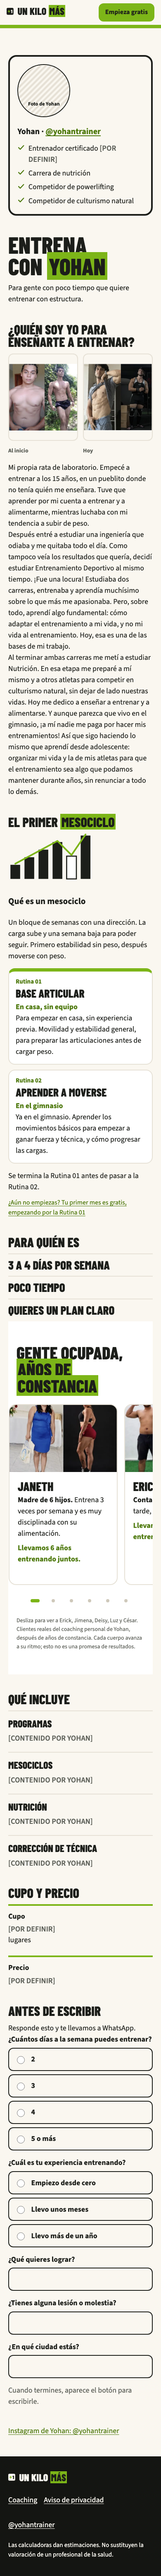 UN KILO MÁS
Empieza gratis
Foto de Yohan
Yohan · @yohantrainer
Entrenador certificado [POR
DEFINIR]
Carrera de nutrición
Competidor de powerlifting
Competidor de culturismo natural
ENTRENA
CON YOHAN
Para gente con poco tiempo que quiere
entrenar con estructura.
¿QUIÉN SOY YO PARA
ENSEÑARTE A ENTRENAR?
Al inicio
Hoy
Mi propia rata de laboratorio. Empecé a
entrenar a los 15 años, en un pueblito donde
no tenía quién me enseñara. Tuve que
aprender por mi cuenta a entrenar y a
alimentarme, mientras luchaba con mi
tendencia a subir de peso.
Después entré a estudiar una ingeniería que
odiaba y me quitaba todo el día. Como
tampoco veía los resultados que quería, decidí
estudiar Entrenamiento Deportivo al mismo
tiempo. ¡Fue una locura! Estudiaba dos
carreras, entrenaba y aprendía muchísimo
sobre lo que más me apasionaba. Pero, sobre
todo, aprendí algo fundamental: cómo
adaptar el entrenamiento a mi vida, y no mi
vida al entrenamiento. Hoy, esa es una de las
bases de mi trabajo.
Al terminar ambas carreras me metí a estudiar
Nutrición. En esa etapa me preparé a mí
mismo y a otras personas para competir en
culturismo natural, sin dejar de lado nuestras
vidas. Hoy me dedico a enseñar a entrenar y a
alimentarse. Y aunque parezca que vivo en el
gimnasio, ¡a nadie le gusta pasar por menos mis
entrenamientos! Así que sigo haciendo lo
mismo que aprendí desde adolescente:
organizar mi vida y la de mis atletas para que
el entrenamiento sea algo que podamos
mantener durante años, sin renunciar a todo
lo demás.
EL PRIMER MESOCICLO
Qué es un mesociclo
Un bloque de semanas con una dirección. La
carga sube y una semana baja para poder
seguir. Primero estabilidad sin peso, después
moverse con peso.
Rutina 01
BASE ARTICULAR
En casa, sin equipo
Para empezar en casa, sin experiencia
previa. Movilidad y estabilidad general,
para preparar las articulaciones antes de
cargar peso.
Rutina 02
APRENDER A MOVERSE
En el gimnasio
Ya en el gimnasio. Aprender los
movimientos básicos para empezar a
ganar fuerza y técnica, y cómo progresar
las cargas.
Se termina la Rutina 01 antes de pasar a la
Rutina 02.
¿Aún no empiezas? Tu primer mes es gratis,
empezando por la Rutina 01
PARA QUIÉN ES
3 A 4 DÍAS POR SEMANA
POCO TIEMPO
QUIERES UN PLAN CLARO
GENTE OCUPADA,
AÑOS DE
CONSTANCIA
JANETH
Madre de 6 hijos. Entrena 3
veces por semana y es muy
disciplinada con su
alimentación.
Llevamos 6 años
entrenando juntos.
ERIC
Conta
tarde,
Llevam
entren
Desliza para ver a Erick, Jimena, Deisy, Luz y César.
Clientes reales del coaching personal de Yohan,
después de años de constancia. Cada cuerpo avanza
a su ritmo; esto no es una promesa de resultados.
QUÉ INCLUYE
PROGRAMAS
[CONTENIDO POR YOHAN]
MESOCICLOS
[CONTENIDO POR YOHAN]
NUTRICIÓN
[CONTENIDO POR YOHAN]
CORRECCIÓN DE TÉCNICA
[CONTENIDO POR YOHAN]
CUPO Y PRECIO
Cupo
[POR DEFINIR]
lugares
Precio
[POR DEFINIR]
ANTES DE ESCRIBIR
Responde esto y te llevamos a WhatsApp.
¿Cuántos días a la semana puedes entrenar?
2
3
4
5 o más
¿Cuál es tu experiencia entrenando?
Empiezo desde cero
Llevo unos meses
Llevo más de un año
¿Qué quieres lograr?
¿Tienes alguna lesión o molestia?
¿En qué ciudad estás?
Cuando termines, aparece el botón para
escribirle.
Instagram de Yohan: @yohantrainer
UN KILO MÁS
Coaching Aviso de privacidad
@yohantrainer
Las calculadoras dan estimaciones. No sustituyen la
valoración de un profesional de la salud.